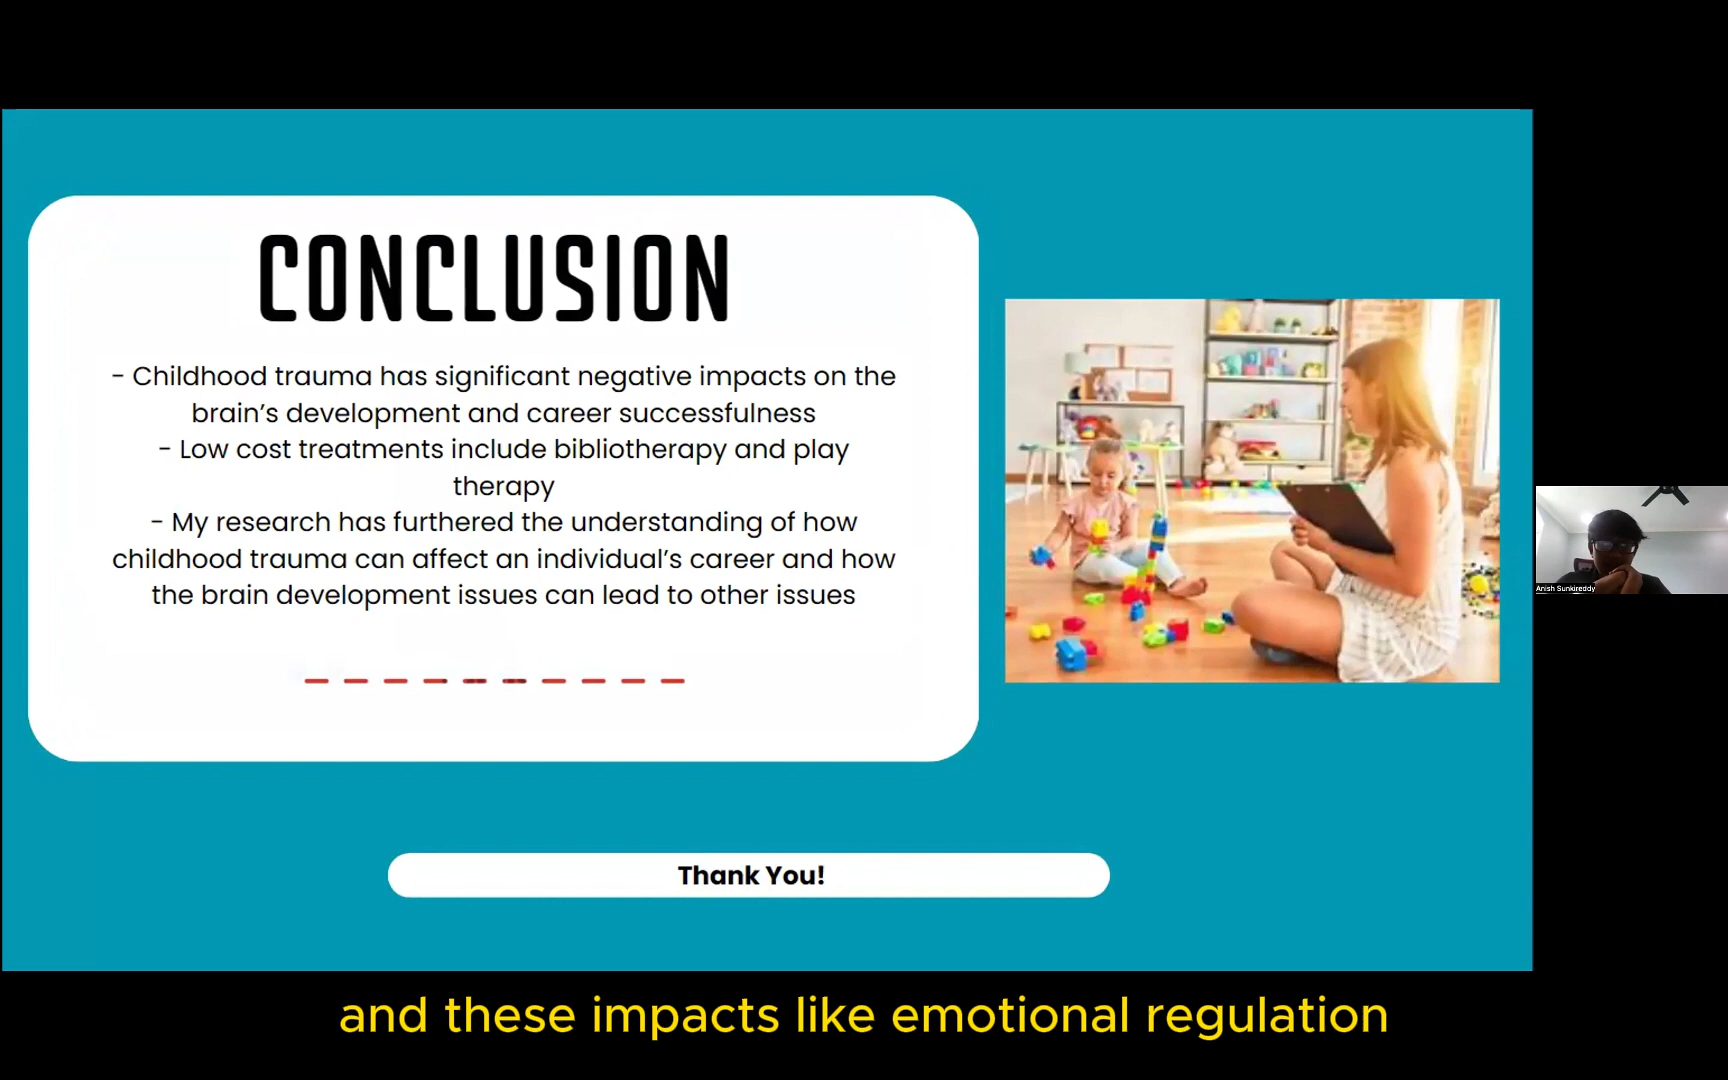 CONCLUSION
- Childhood trauma has significant negative impacts on the
brain's development and career successfulness
- Low cost treatments include bibliotherapy and play
therapy
- My research has furthered the understanding of how
childhood trauma can affect an individual's career and how
the brain development issues can lead to other issues
Anish Sunkireddy
Thank You!
and these impacts like emotional regulation